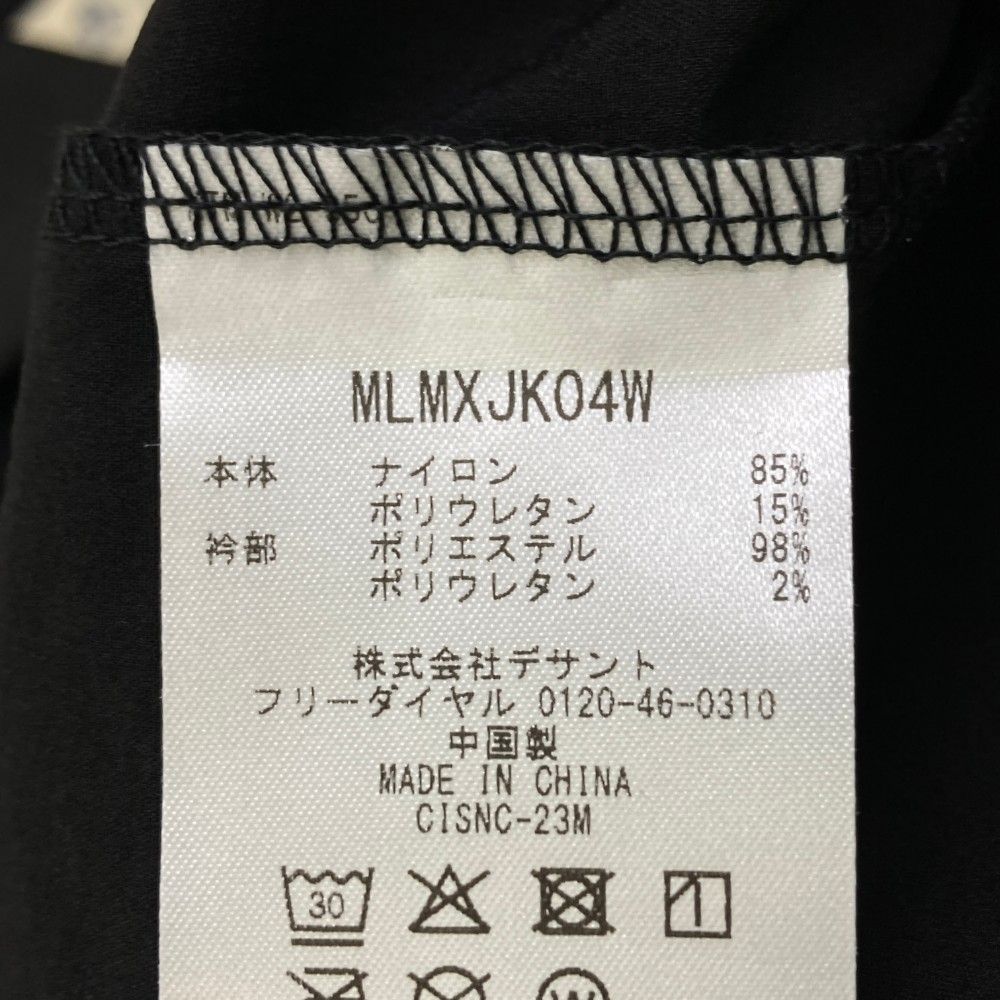 MLMXJK04W
本体 ナイロン 85%
ポリウレタン 15%
衿部 ポリエステル 98%
ポリウレタン 2%
株式会社デサント
フリーダイヤル 0120-46-0310
中国製
MADE IN CHINA
CISNC-23M
30
W